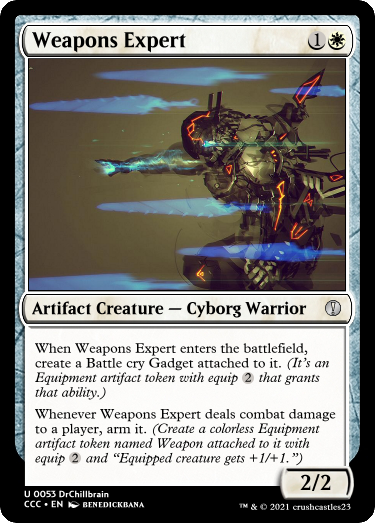 Weapons Expert 1
Artifact Creature — Cyborg Warrior
When Weapons Expert enters the battlefield,
create a Battle cry Gadget attached to it. (It's an
Equipment artifact token with equip 2 that grants
that ability.)
Whenever Weapons Expert deals combat damage
to a player, arm it. (Create a colorless Equipment
artifact token named Weapon attached to it with
equip 2 and “Equipped creature gets +1/+1.”)
2/2
U 0053 DrChillbrain
CCC • EN BENEDICKBANA
™ & © 2021 crushcastles23